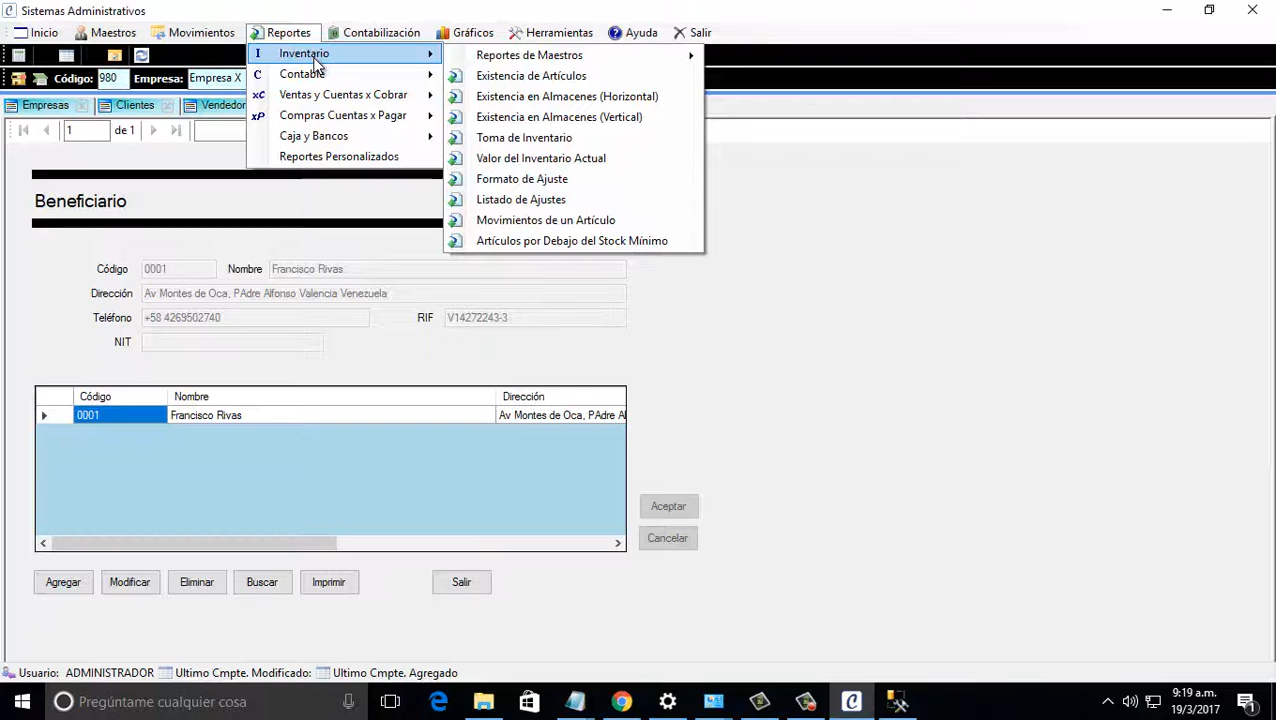 Sistemas Administrativos
Inicio Maestros Movimientos Reportes Contabilización Gráficos Herramientas Ayuda Salir
Inventario
Contable
Ventas y Cuentas x Cobrar
Compras Cuentas x Pagar
Caja y Bancos
Reportes Personalizados
Reportes de Maestros
Existencia de Artículos
Existencia en Almacenes (Horizontal)
Existencia en Almacenes (Vertical)
Toma de Inventario
Valor del Inventario Actual
Formato de Ajuste
Listado de Ajustes
Movimientos de un Artículo
Artículos por Debajo del Stock Mínimo
Código: 980 Empresa: Empresa X
Empresas Clientes Vendedor
1 de 1
Beneficiario
Código 0001 Nombre Francisco Rivas
Dirección Av Montes de Oca, PAdre Alfonso Valencia Venezuela
Teléfono +58 4269502740 RIF V14272243-3
NIT
Código Nombre Dirección
0001 Francisco Rivas Av Montes de Oca, PAdre Al
Aceptar
Cancelar
Agregar Modificar Eliminar Buscar Imprimir Salir
Usuario: ADMINISTRADOR Ultimo Cmpte. Modificado: Ultimo Cmpte. Agregado
Pregúntame cualquier cosa
9:19 a.m.
19/3/2017